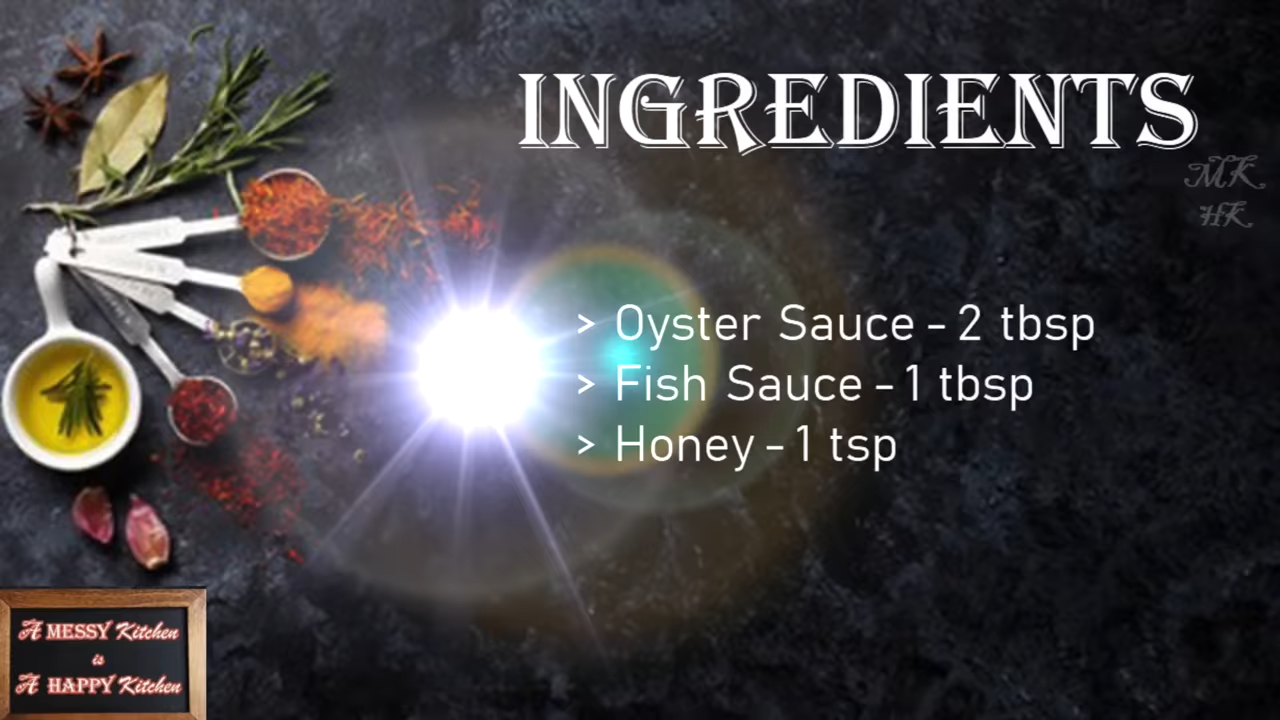 INGREDIENTS
MK
HK
> Oyster Sauce - 2 tbsp
> Fish Sauce - 1 tbsp
> Honey - 1 tsp
A MESSY Kitchen
is
A HAPPY Kitchen